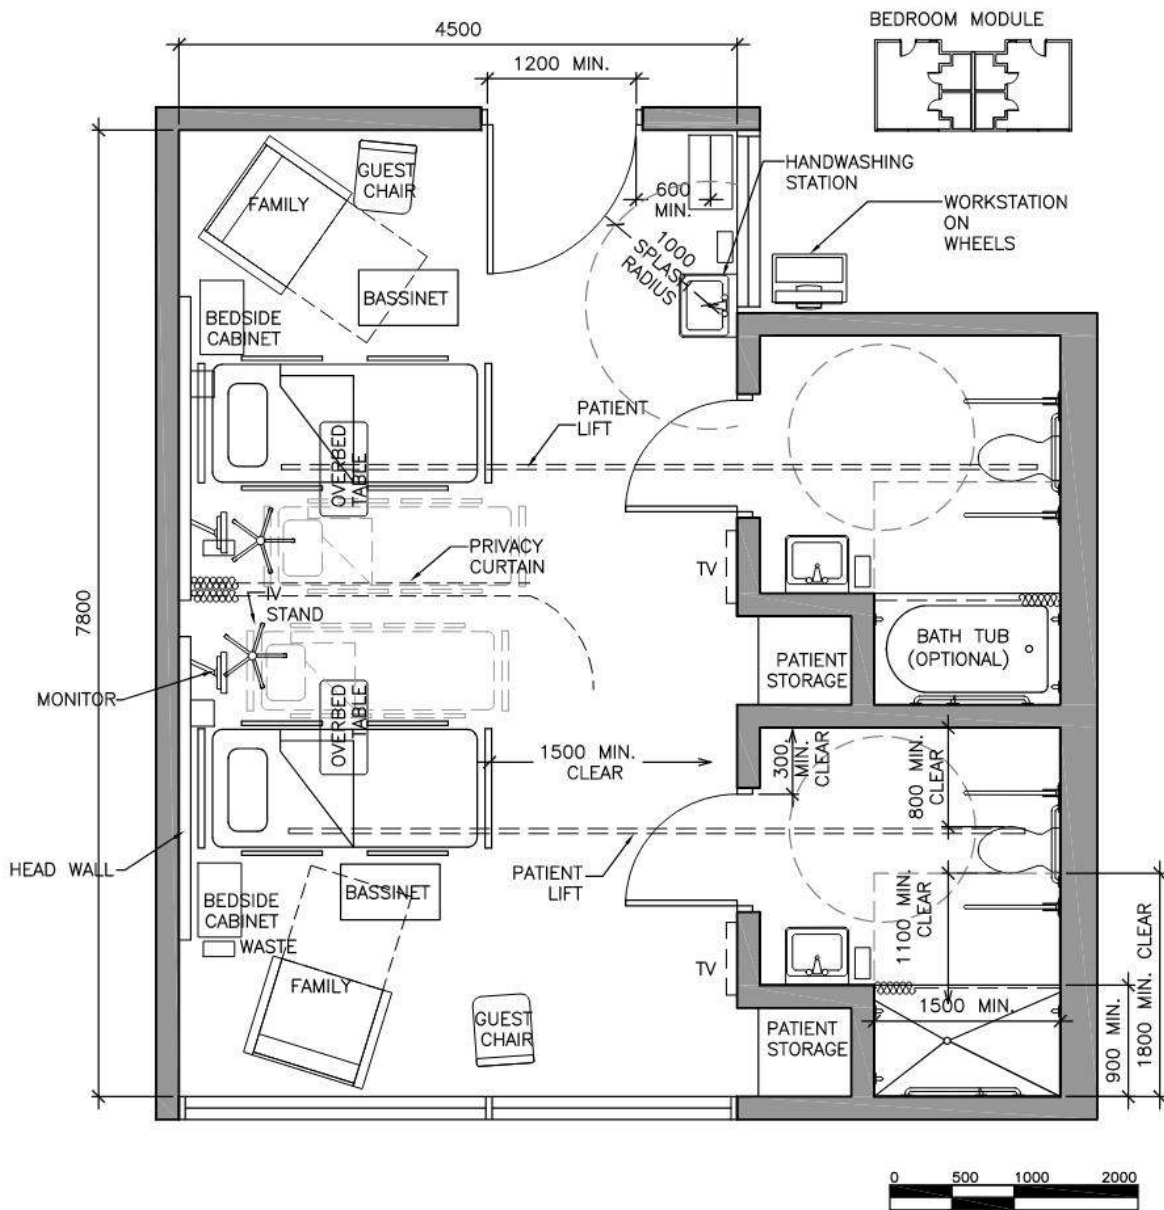 BEDROOM MODULE
4500
1200 MIN.
HANDWASHING
STATION
GUEST
CHAIR
FAMILY
600
MIN.
WORKSTATION
ON
WHEELS
1000
SPLASH
RADIUS
BASSINET
BEDSIDE
CABINET
PATIENT
LIFT
OVERBED
TABLE
PRIVACY
CURTAIN
TV
7800
IV
STAND
BATH TUB
(OPTIONAL)
PATIENT
STORAGE
MONITOR
OVERBED
TABLE
1500 MIN.
CLEAR
300
MIN.
CLEAR
800 MIN.
CLEAR
HEAD WALL
PATIENT
LIFT
BEDSIDE
CABINET
BASSINET
1100 MIN.
CLEAR
WASTE
TV
FAMILY
1500 MIN.
900 MIN.
1800 MIN. CLEAR
GUEST
CHAIR
PATIENT
STORAGE
0 500 1000 2000